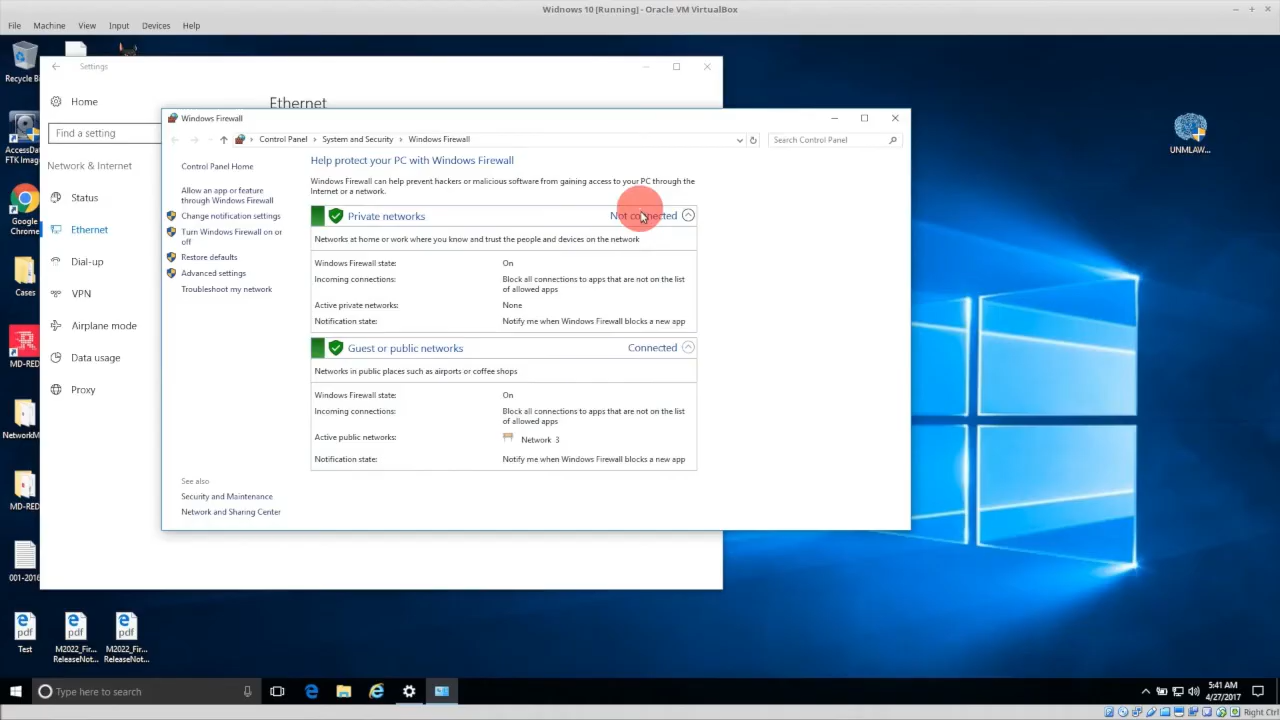 Widnows 10 [Running] - Oracle VM VirtualBox
File Machine View Input Devices Help
Recycle B
AccessDat
FTK Imag
Google
Chrome
Cases
MD-RED
NetworkM
MD-RED
001-2016
Test
M2022_Fir...
ReleaseNot...
M2022_Fir...
ReleaseNot...
UNMLAW...
Settings
Home
Ethernet
Find a setting
Network & Internet
Status
Ethernet
Dial-up
VPN
Airplane mode
Data usage
Proxy
Windows Firewall
Control Panel System and Security Windows Firewall
Search Control Panel
Control Panel Home
Allow an app or feature
through Windows Firewall
Change notification settings
Turn Windows Firewall on or
off
Restore defaults
Advanced settings
Troubleshoot my network
See also
Security and Maintenance
Network and Sharing Center
Help protect your PC with Windows Firewall
Windows Firewall can help prevent hackers or malicious software from gaining access to your PC through the
Internet or a network.
Private networks Not connected
Networks at home or work where you know and trust the people and devices on the network
Windows Firewall state: On
Incoming connections: Block all connections to apps that are not on the list
of allowed apps
Active private networks: None
Notification state: Notify me when Windows Firewall blocks a new app
Guest or public networks Connected
Networks in public places such as airports or coffee shops
Windows Firewall state: On
Incoming connections: Block all connections to apps that are not on the list
of allowed apps
Active public networks: Network 3
Notification state: Notify me when Windows Firewall blocks a new app
Type here to search
5:41 AM
4/27/2017
Right Ctrl